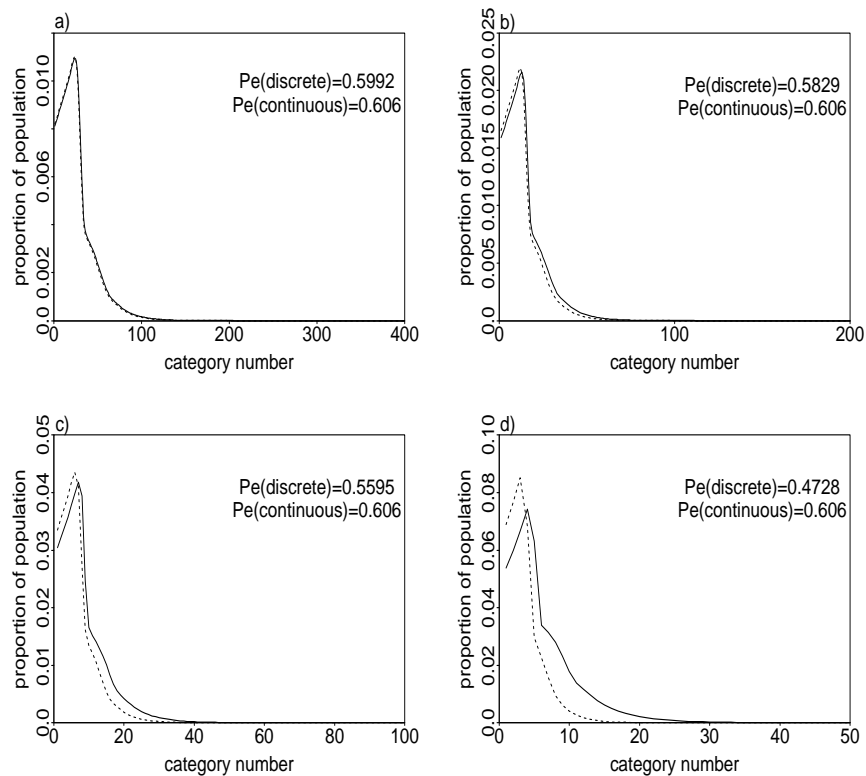 a)
Pe(discrete)=0.5992
Pe(continuous)=0.606
proportion of population
0.0 0.002 0.006 0.010
0 100 200 300 400
category number
b)
Pe(discrete)=0.5829
Pe(continuous)=0.606
proportion of population
0.0 0.005 0.010 0.015 0.020 0.025
0 100 200
category number
c)
Pe(discrete)=0.5595
Pe(continuous)=0.606
proportion of population
0.0 0.01 0.02 0.03 0.04 0.05
0 20 40 60 80 100
category number
d)
Pe(discrete)=0.4728
Pe(continuous)=0.606
proportion of population
0.0 0.02 0.04 0.06 0.08 0.10
0 10 20 30 40 50
category number